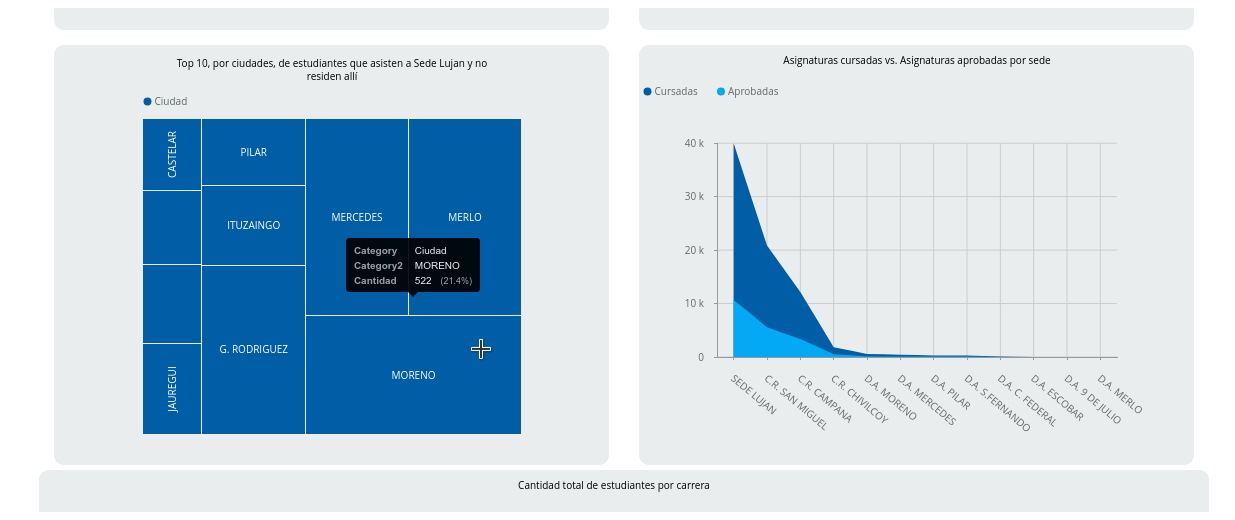 Top 10, por ciudades, de estudiantes que asisten a Sede Lujan y no
residen allí
Ciudad
CASTELAR
PILAR
ITUZAINGO
MERCEDES
MERLO
G. RODRIGUEZ
JAUREGUI
MORENO
Category Ciudad
Category2 MORENO
Cantidad 522 (21.4%)
Asignaturas cursadas vs. Asignaturas aprobadas por sede
Cursadas Aprobadas
40 k
30 k
20 k
10 k
0
SEDE LUJAN
C.R. SAN MIGUEL
C.R. CAMPANA
C.R. CHIVILCOY
D.A. MORENO
D.A. MERCEDES
D.A. PILAR
D.A. S.FERNANDO
D.A. C. FEDERAL
D.A. ESCOBAR
D.A. 9 DE JULIO
D.A. MERLO
Cantidad total de estudiantes por carrera